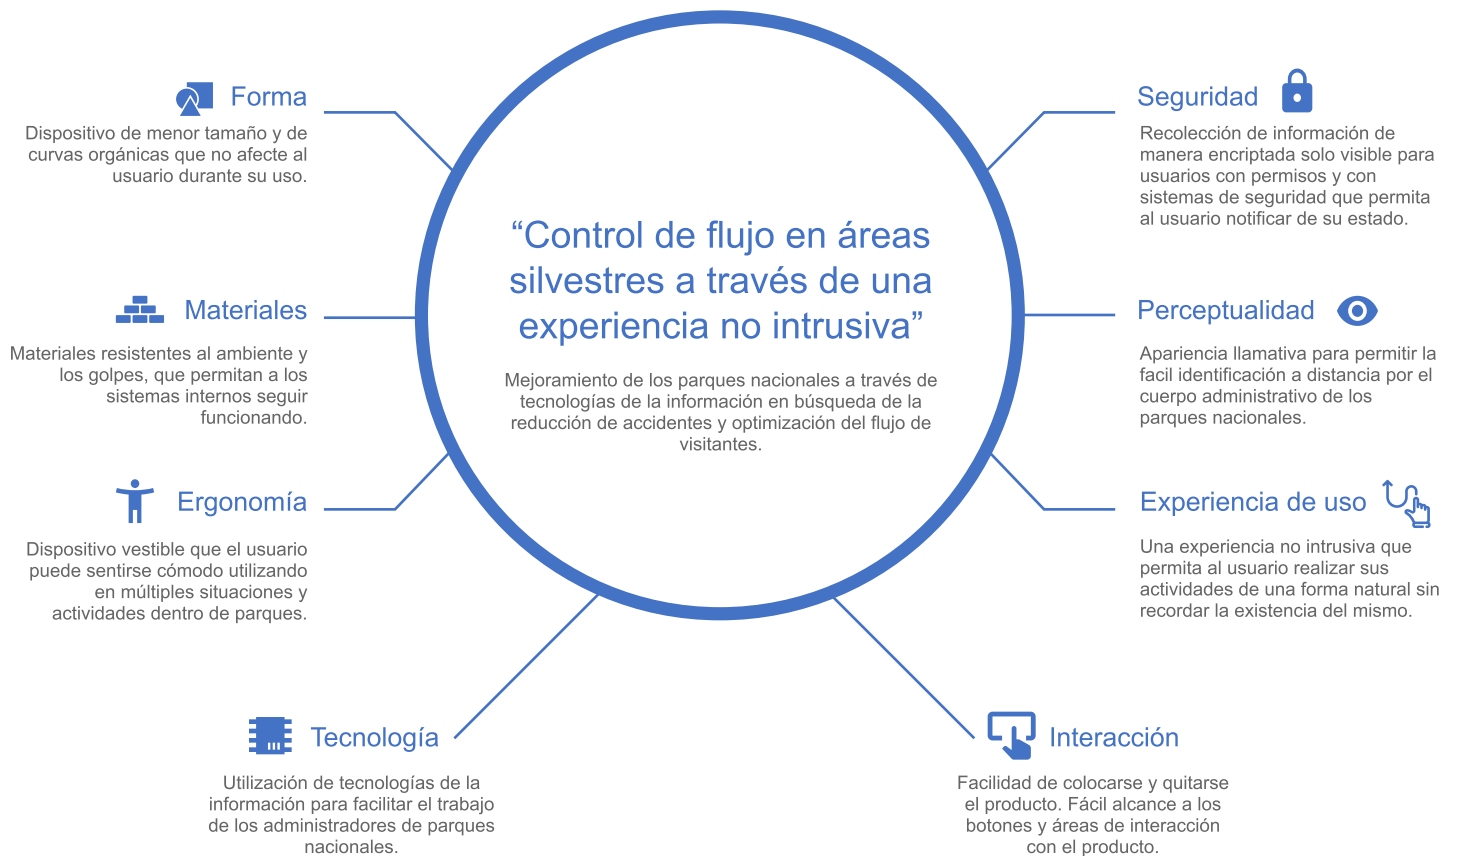 Forma
Dispositivo de menor tamaño y de
curvas orgánicas que no afecte al
usuario durante su uso.
Materiales
Materiales resistentes al ambiente y
los golpes, que permitan a los
sistemas internos seguir
funcionando.
Ergonomía
Dispositivo vestible que el usuario
puede sentirse cómodo utilizando
en múltiples situaciones y
actividades dentro de parques.
Tecnología
Utilización de tecnologías de la
información para facilitar el trabajo
de los administradores de parques
nacionales.
“Control de flujo en áreas
silvestres a través de una
experiencia no intrusiva”
Mejoramiento de los parques nacionales a través de
tecnologías de la información en búsqueda de la
reducción de accidentes y optimización del flujo de
visitantes.
Seguridad
Recolección de información de
manera encriptada solo visible para
usuarios con permisos y con
sistemas de seguridad que permita
al usuario notificar de su estado.
Perceptualidad
Apariencia llamativa para permitir la
facil identificación a distancia por el
cuerpo administrativo de los
parques nacionales.
Experiencia de uso
Una experiencia no intrusiva que
permita al usuario realizar sus
actividades de una forma natural sin
recordar la existencia del mismo.
Interacción
Facilidad de colocarse y quitarse
el producto. Fácil alcance a los
botones y áreas de interacción
con el producto.